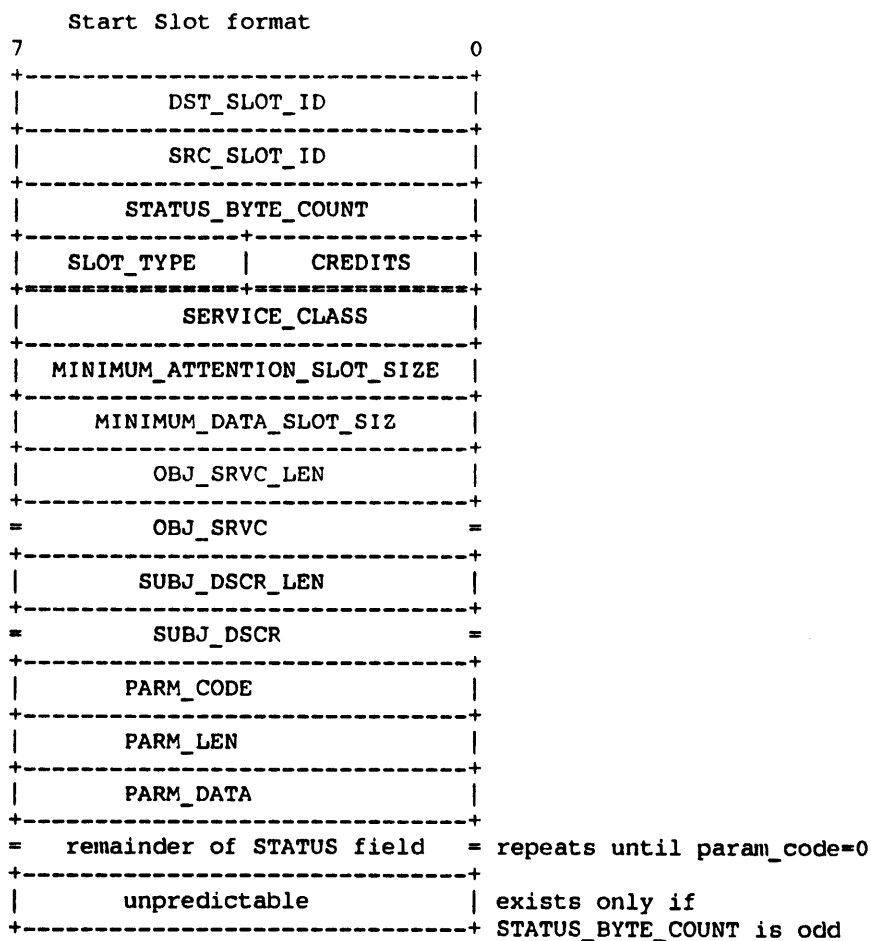 Start Slot format
7 0
+-------------------------------+
| DST_SLOT_ID |
+-------------------------------+
| SRC_SLOT_ID |
+-------------------------------+
| STATUS_BYTE_COUNT |
+---------------+---------------+
| SLOT_TYPE | CREDITS |
+===============+===============+
| SERVICE_CLASS |
+-------------------------------+
| MINIMUM_ATTENTION_SLOT_SIZE |
+-------------------------------+
| MINIMUM_DATA_SLOT_SIZ |
+-------------------------------+
| OBJ_SRVC_LEN |
+-------------------------------+
= OBJ_SRVC =
+-------------------------------+
| SUBJ_DSCR_LEN |
+-------------------------------+
= SUBJ_DSCR =
+-------------------------------+
| PARM_CODE |
+-------------------------------+
| PARM_LEN |
+-------------------------------+
| PARM_DATA |
+-------------------------------+
= remainder of STATUS field = repeats until param_code=0
+-------------------------------+
| unpredictable | exists only if
+-------------------------------+ STATUS_BYTE_COUNT is odd